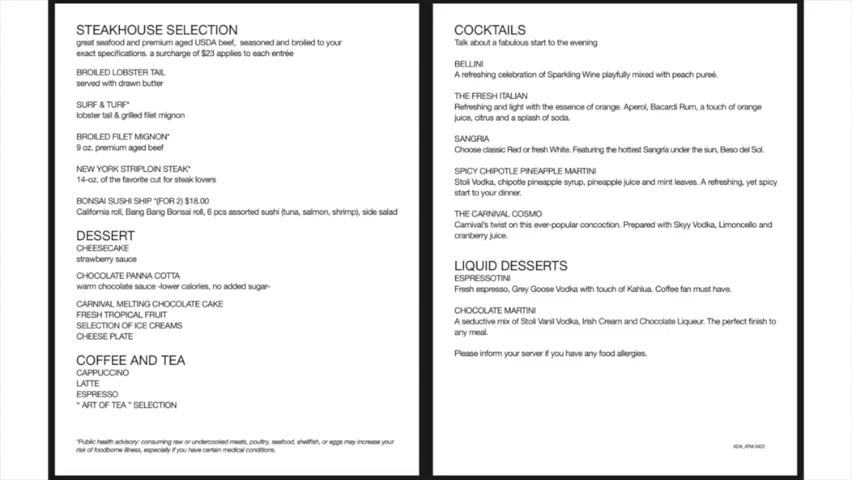 STEAKHOUSE SELECTION
great seafood and premium aged USDA beef, seasoned and broiled to your
exact specifications. a surcharge of $23 applies to each entrée
BROILED LOBSTER TAIL
served with drawn butter
SURF & TURF*
lobster tail & grilled filet mignon
BROILED FILET MIGNON*
9 oz. premium aged beef
NEW YORK STRIPLOIN STEAK*
14-oz. of the favorite cut for steak lovers
BONSAI SUSHI SHIP *(FOR 2) $18.00
California roll, Bang Bang Bonsai roll, 6 pcs assorted sushi (tuna, salmon, shrimp), side salad
DESSERT
CHEESECAKE
strawberry sauce
CHOCOLATE PANNA COTTA
warm chocolate sauce -lower calories, no added sugar-
CARNIVAL MELTING CHOCOLATE CAKE
FRESH TROPICAL FRUIT
SELECTION OF ICE CREAMS
CHEESE PLATE
COFFEE AND TEA
CAPPUCCINO
LATTE
ESPRESSO
“ ART OF TEA ” SELECTION
*Public health advisory: consuming raw or undercooked meats, poultry, seafood, shellfish, or eggs may increase your
risk of foodborne illness, especially if you have certain medical conditions.
COCKTAILS
Talk about a fabulous start to the evening
BELLINI
A refreshing celebration of Sparkling Wine playfully mixed with peach pureé.
THE FRESH ITALIAN
Refreshing and light with the essence of orange. Aperol, Bacardi Rum, a touch of orange
juice, citrus and a splash of soda.
SANGRIA
Choose classic Red or fresh White. Featuring the hottest Sangría under the sun, Beso del Sol.
SPICY CHIPOTLE PINEAPPLE MARTINI
Stoli Vodka, chipotle pineapple syrup, pineapple juice and mint leaves. A refreshing, yet spicy
start to your dinner.
THE CARNIVAL COSMO
Carnival's twist on this ever-popular concoction. Prepared with Skyy Vodka, Limoncello and
cranberry juice.
LIQUID DESSERTS
ESPRESSOTINI
Fresh espresso, Grey Goose Vodka with touch of Kahlua. Coffee fan must have.
CHOCOLATE MARTINI
A seductive mix of Stoli Vanil Vodka, Irish Cream and Chocolate Liqueur. The perfect finish to
any meal.
Please inform your server if you have any food allergies.
ADA_ATM.0422